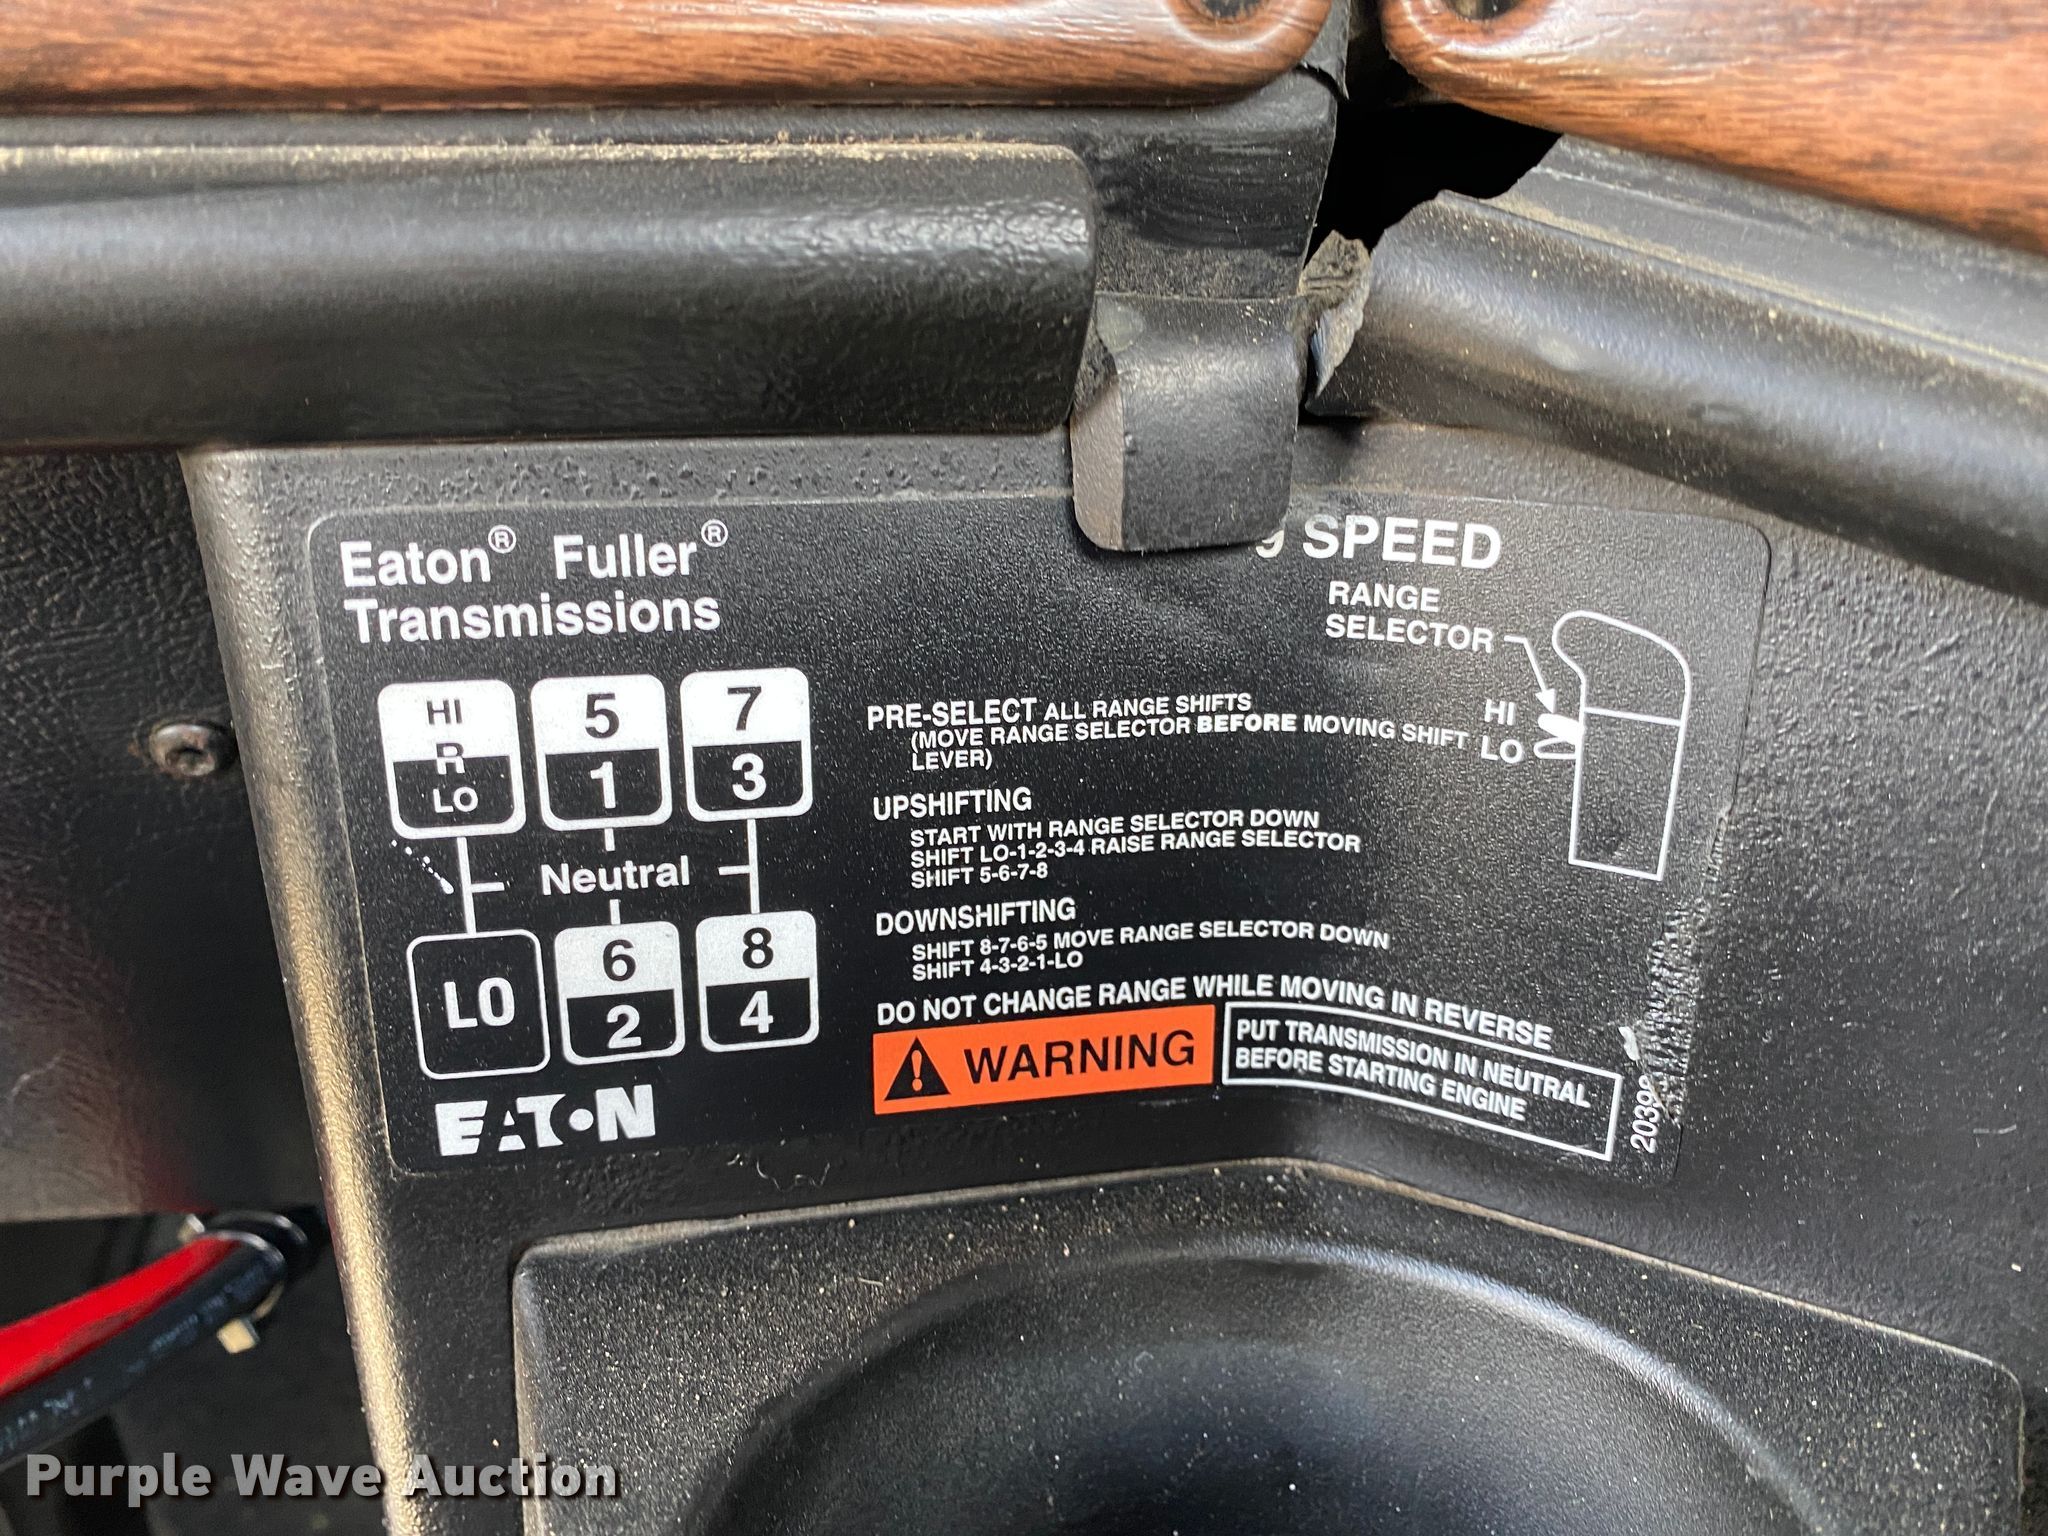 Eaton® Fuller®
Transmissions
9 SPEED
RANGE
SELECTOR
HI
LO
HI
R
LO
5
1
7
3
Neutral
LO
6
2
8
4
EATON
PRE-SELECT ALL RANGE SHIFTS
(MOVE RANGE SELECTOR BEFORE MOVING SHIFT
LEVER)
UPSHIFTING
START WITH RANGE SELECTOR DOWN
SHIFT LO-1-2-3-4 RAISE RANGE SELECTOR
SHIFT 5-6-7-8
DOWNSHIFTING
SHIFT 8-7-6-5 MOVE RANGE SELECTOR DOWN
SHIFT 4-3-2-1-LO
DO NOT CHANGE RANGE WHILE MOVING IN REVERSE
WARNING
PUT TRANSMISSION IN NEUTRAL
BEFORE STARTING ENGINE
Purple Wave Auction